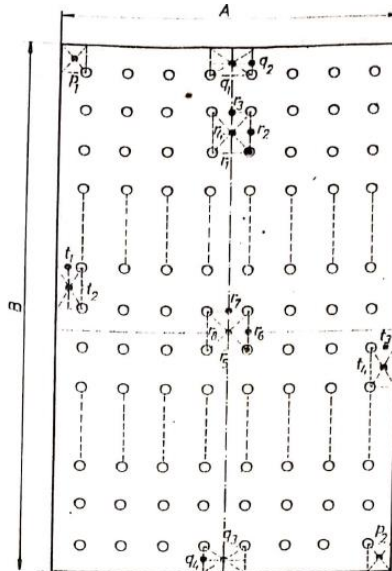 A
P₁
q₁
q₂
r₃
r₄
r₂
r₁
B
t₁
t₂
r₇
r₈
r₆
r₅
t₃
t₄
q₃
q₄
P₂